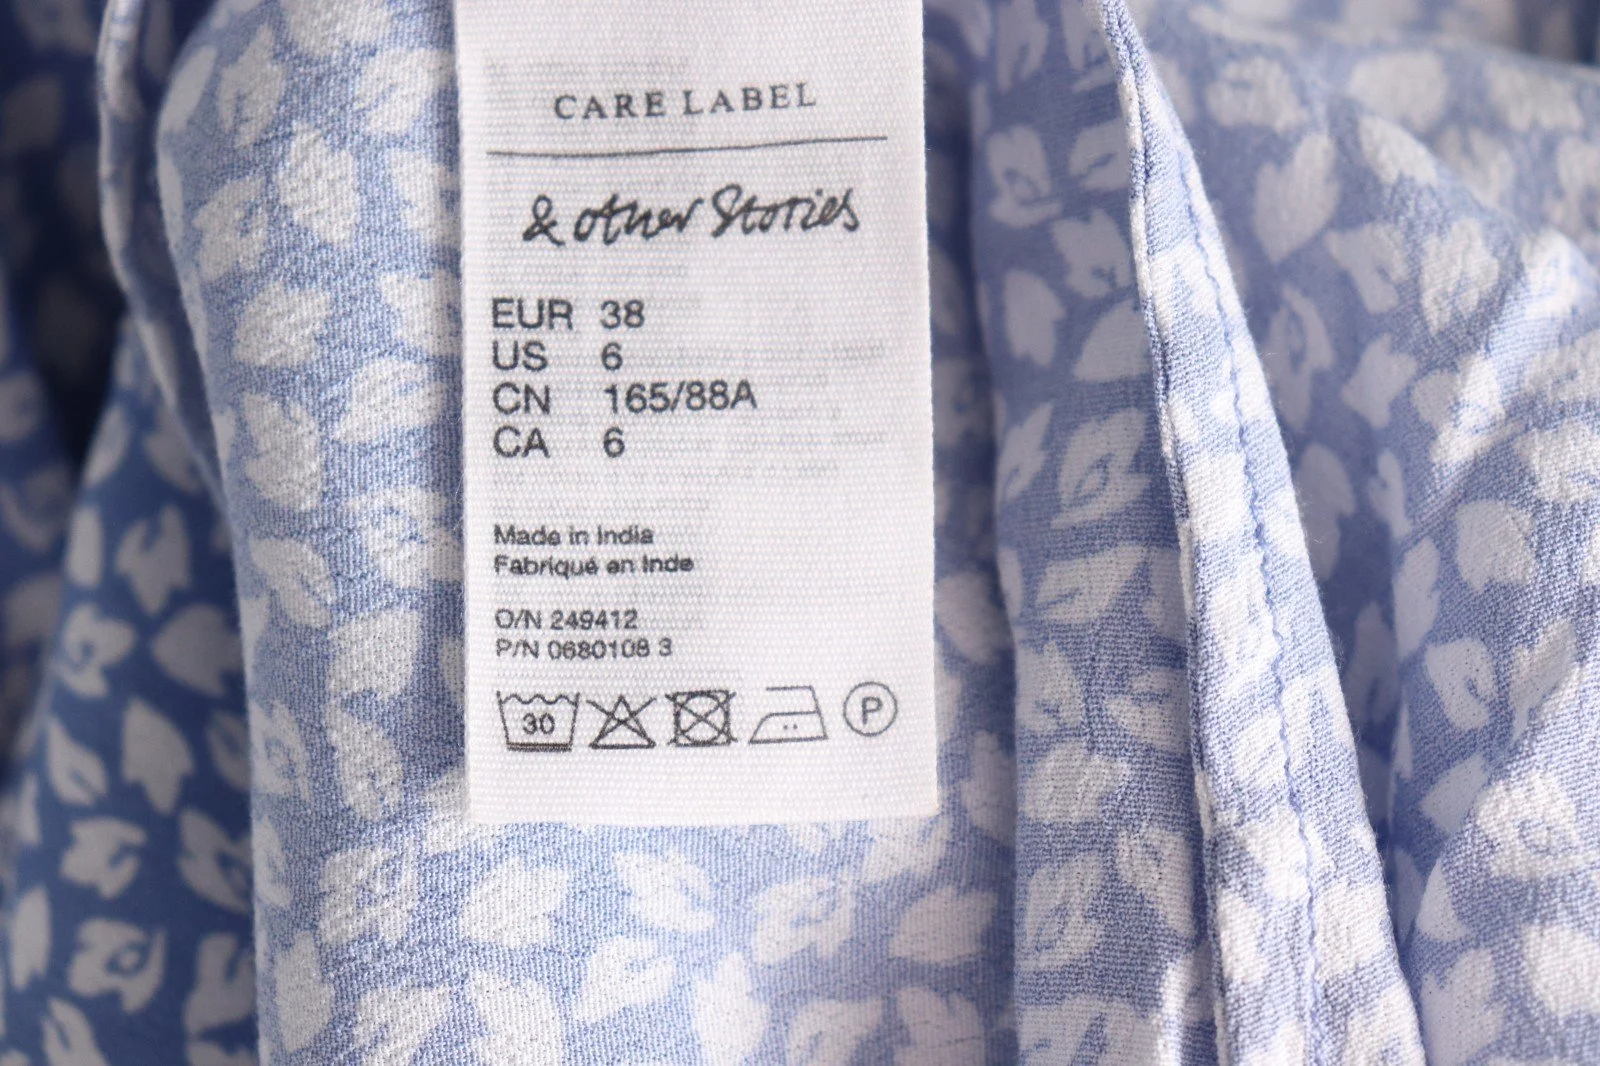 CARE LABEL
& other Stories
EUR 38
US 6
CN 165/88A
CA 6
Made in India
Fabriqué en Inde
O/N 249412
P/N 0680108 3
30 P